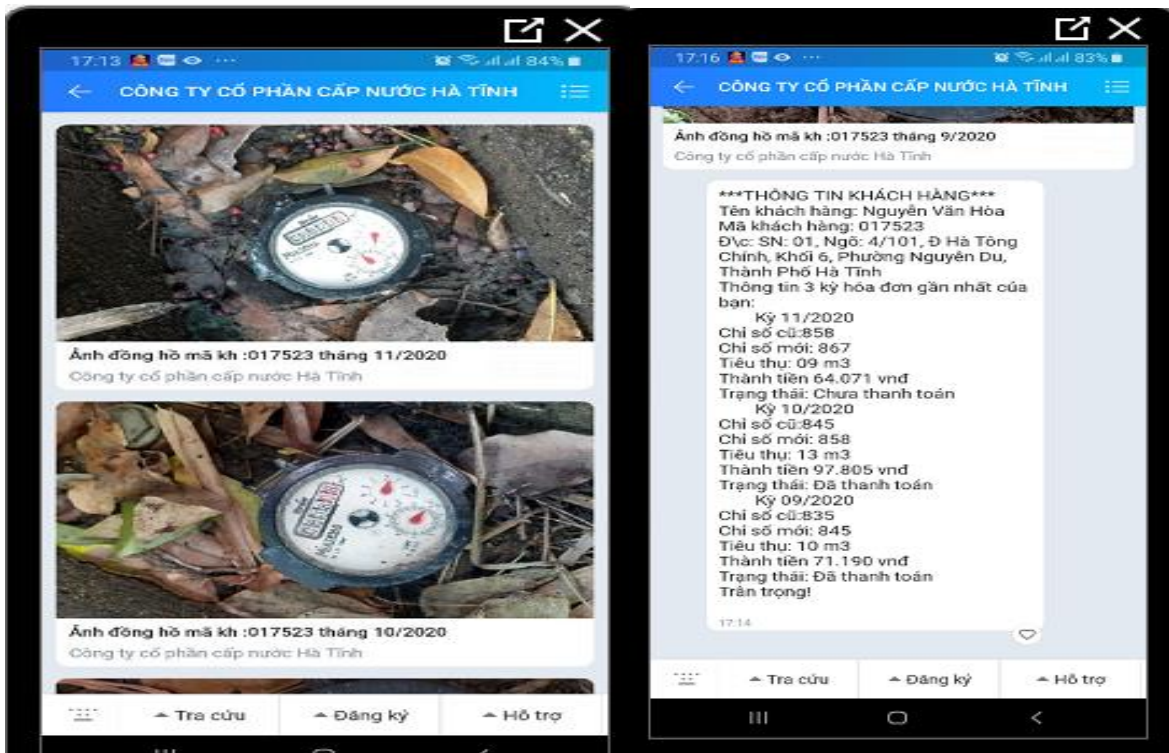 17:13
84%
CÔNG TY CỔ PHẦN CẤP NƯỚC HÀ TĨNH
Ảnh đồng hồ mã kh :017523 tháng 11/2020
Công ty cổ phần cấp nước Hà Tĩnh
Ảnh đồng hồ mã kh :017523 tháng 10/2020
Công ty cổ phần cấp nước Hà Tĩnh
Tra cứu
Đăng ký
Hỗ trợ
17:16
83%
CÔNG TY CỔ PHẦN CẤP NƯỚC HÀ TĨNH
Ảnh đồng hồ mã kh :017523 tháng 9/2020
Công ty cổ phần cấp nước Hà Tĩnh
***THÔNG TIN KHÁCH HÀNG***
Tên khách hàng: Nguyễn Văn Hòa
Mã khách hàng: 017523
Đ\c: SN: 01, Ngõ: 4/101, Đ Hà Tông
Chính, Khối 6, Phường Nguyễn Du,
Thành Phố Hà Tĩnh
Thông tin 3 kỳ hóa đơn gần nhất của
bạn:
Kỳ 11/2020
Chỉ số cũ:858
Chỉ số mới: 867
Tiêu thụ: 09 m3
Thành tiền 64.071 vnđ
Trạng thái: Chưa thanh toán
Kỳ 10/2020
Chỉ số cũ:845
Chỉ số mới: 858
Tiêu thụ: 13 m3
Thành tiền 97.805 vnđ
Trạng thái: Đã thanh toán
Kỳ 09/2020
Chỉ số cũ:835
Chỉ số mới: 845
Tiêu thụ: 10 m3
Thành tiền 71.190 vnđ
Trạng thái: Đã thanh toán
Trân trọng!
17:14
Tra cứu
Đăng ký
Hỗ trợ